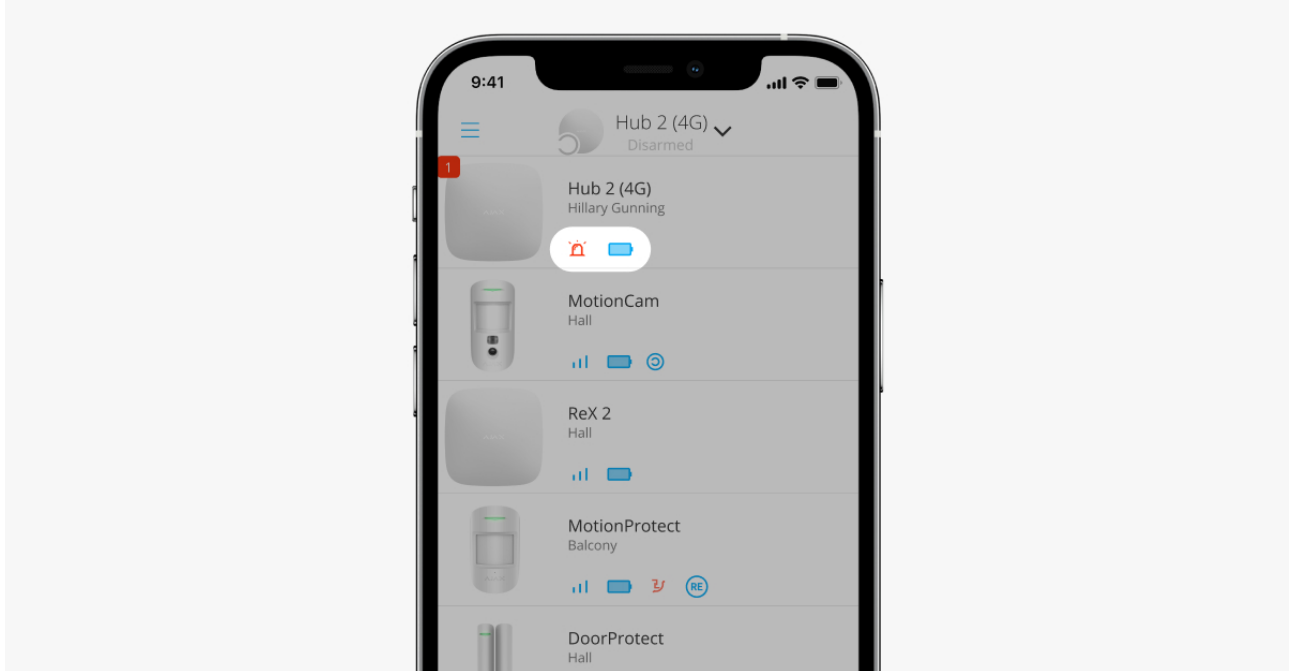 9:41
Hub 2 (4G)
Disarmed
1
Hub 2 (4G)
Hillary Gunning
MotionCam
Hall
ReX 2
Hall
MotionProtect
Balcony
RE
DoorProtect
Hall